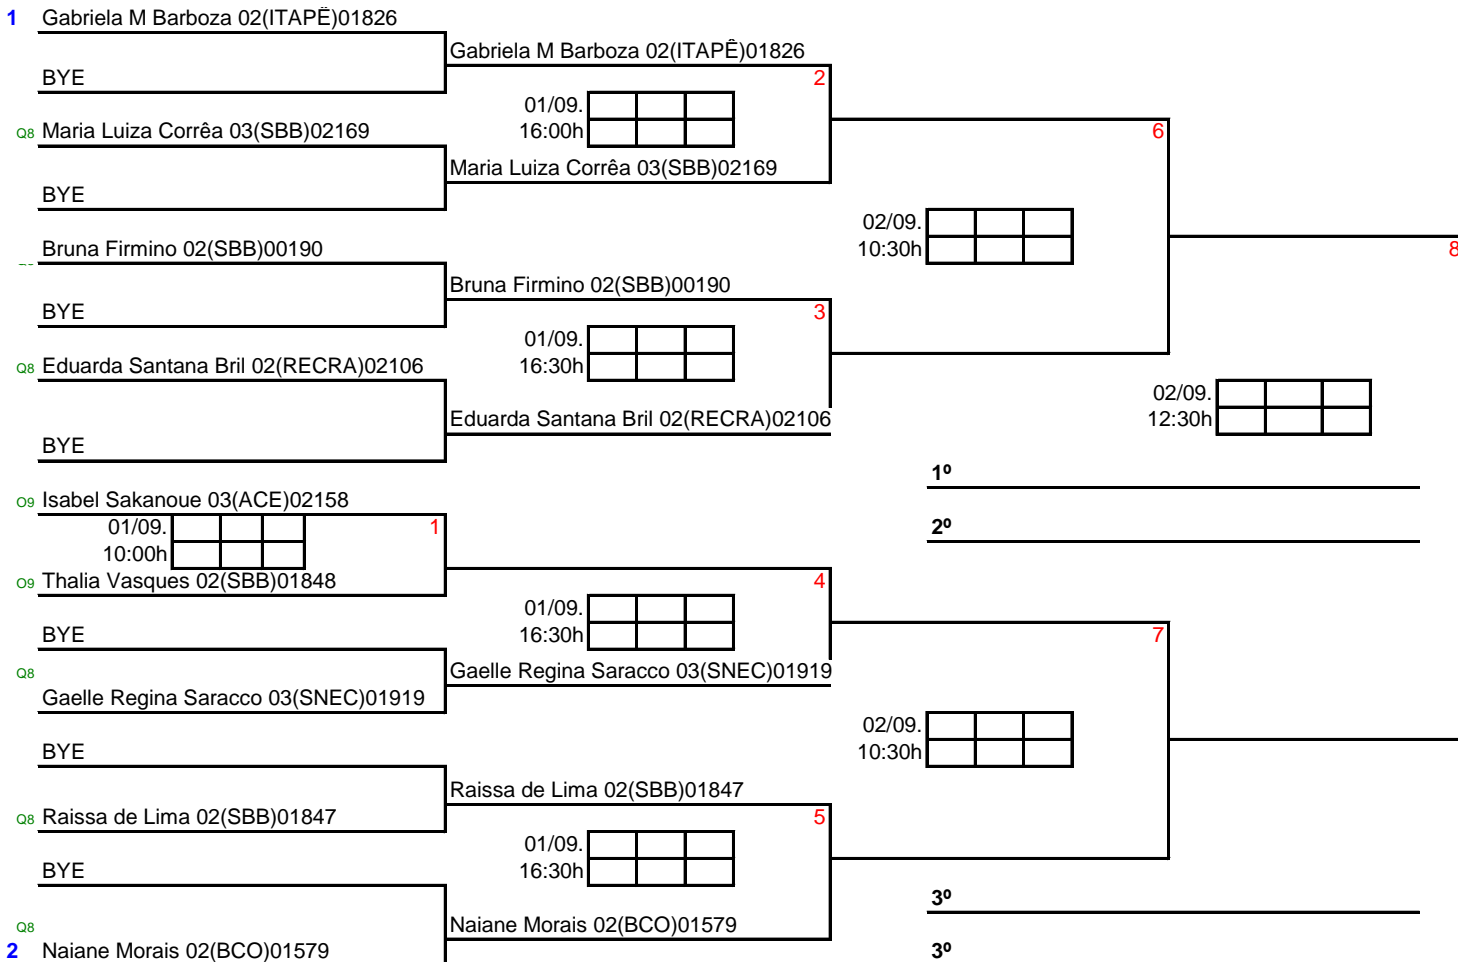 1 Gabriela M Barboza 02(ITAPÊ)01826
Gabriela M Barboza 02(ITAPÊ)01826
BYE
2
01/09.
16:00h
Q8 Maria Luiza Corrêa 03(SBB)02169
6
Maria Luiza Corrêa 03(SBB)02169
BYE
02/09.
10:30h
Bruna Firmino 02(SBB)00190
8
Bruna Firmino 02(SBB)00190
BYE
3
01/09.
16:30h
Q8 Eduarda Santana Bril 02(RECRA)02106
02/09.
12:30h
Eduarda Santana Bril 02(RECRA)02106
BYE
1º
O9 Isabel Sakanoue 03(ACE)02158
01/09.
10:00h
1
2º
O9 Thalia Vasques 02(SBB)01848
4
01/09.
16:30h
BYE
7
Q8
Gaelle Regina Saracco 03(SNEC)01919
Gaelle Regina Saracco 03(SNEC)01919
02/09.
10:30h
BYE
Raissa de Lima 02(SBB)01847
Q8 Raissa de Lima 02(SBB)01847
5
01/09.
16:30h
BYE
3º
Q8
Naiane Morais 02(BCO)01579
2 Naiane Morais 02(BCO)01579
3º